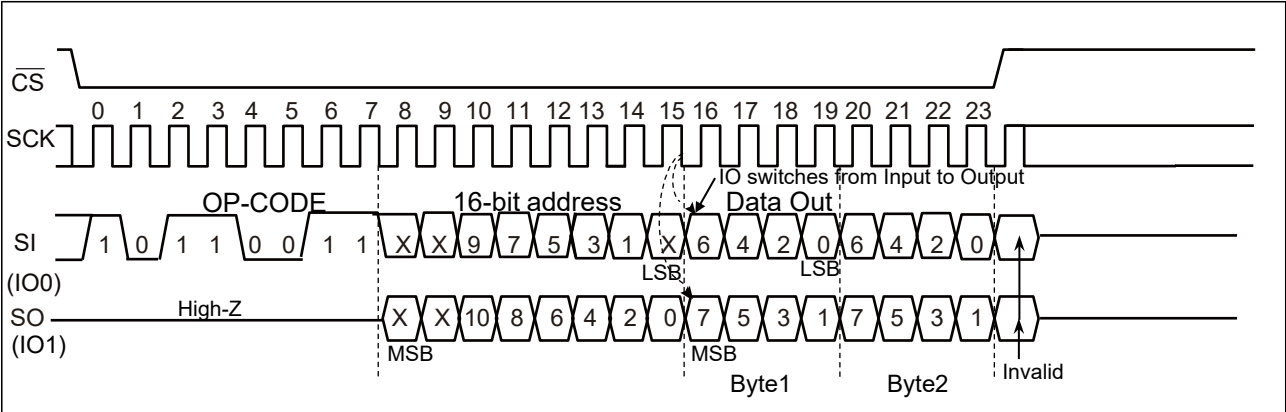 CS
0 1 2 3 4 5 6 7 8 9 10 11 12 13 14 15 16 17 18 19 20 21 22 23
SCK
IO switches from Input to Output
OP-CODE 16-bit address Data Out
SI 1 0 1 1 0 0 1 1 X X 9 7 5 3 1 X 6 4 2 0 6 4 2 0
LSB LSB
(IO0)
High-Z
SO X X 10 8 6 4 2 0 7 5 3 1 7 5 3 1
(IO1)
MSB MSB
Invalid
Byte1 Byte2